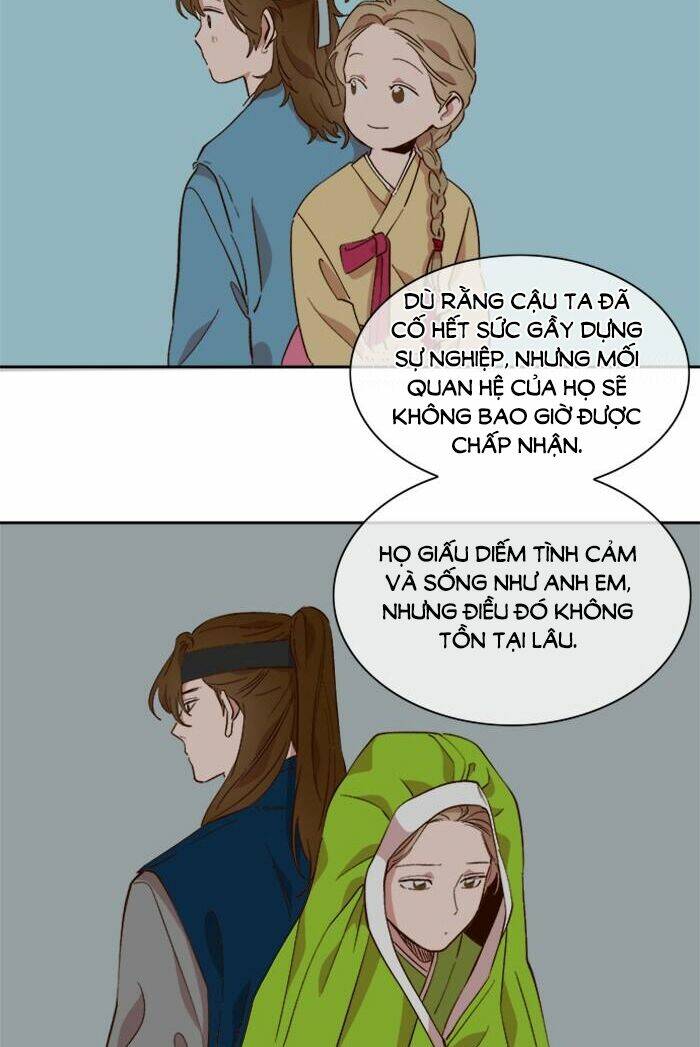 DÙ RẰNG CẬU TA ĐÃ
CỐ HẾT SỨC GẦY DỰNG
SỰ NGHIỆP, NHƯNG MỐI
QUAN HỆ CỦA HỌ SẼ
KHÔNG BAO GIỜ ĐƯỢC
CHẤP NHẬN.
HỌ GIẤU DIẾM TÌNH CẢM
VÀ SỐNG NHƯ ANH EM,
NHƯNG ĐIỀU ĐÓ KHÔNG
TỒN TẠI LÂU.